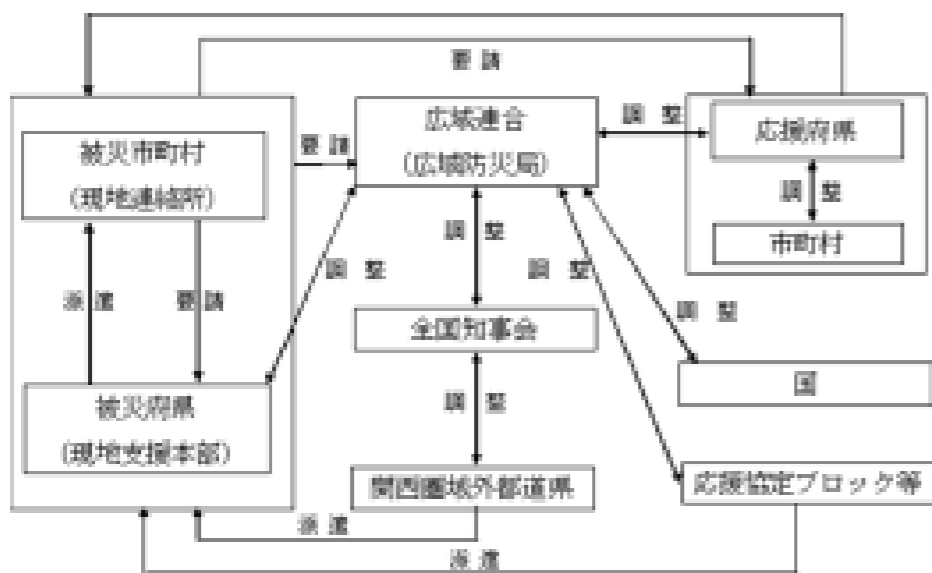 要請
広域連合
(広域防災局)
調整
応援府県
被災市町村
(現地連絡所)
要請
調整
市町村
調整
調整
調整
派遣
要請
調整
全国知事会
国
被災府県
(現地支援本部)
調整
関西圏域外都道県
応援協定ブロック等
派遣
派遣